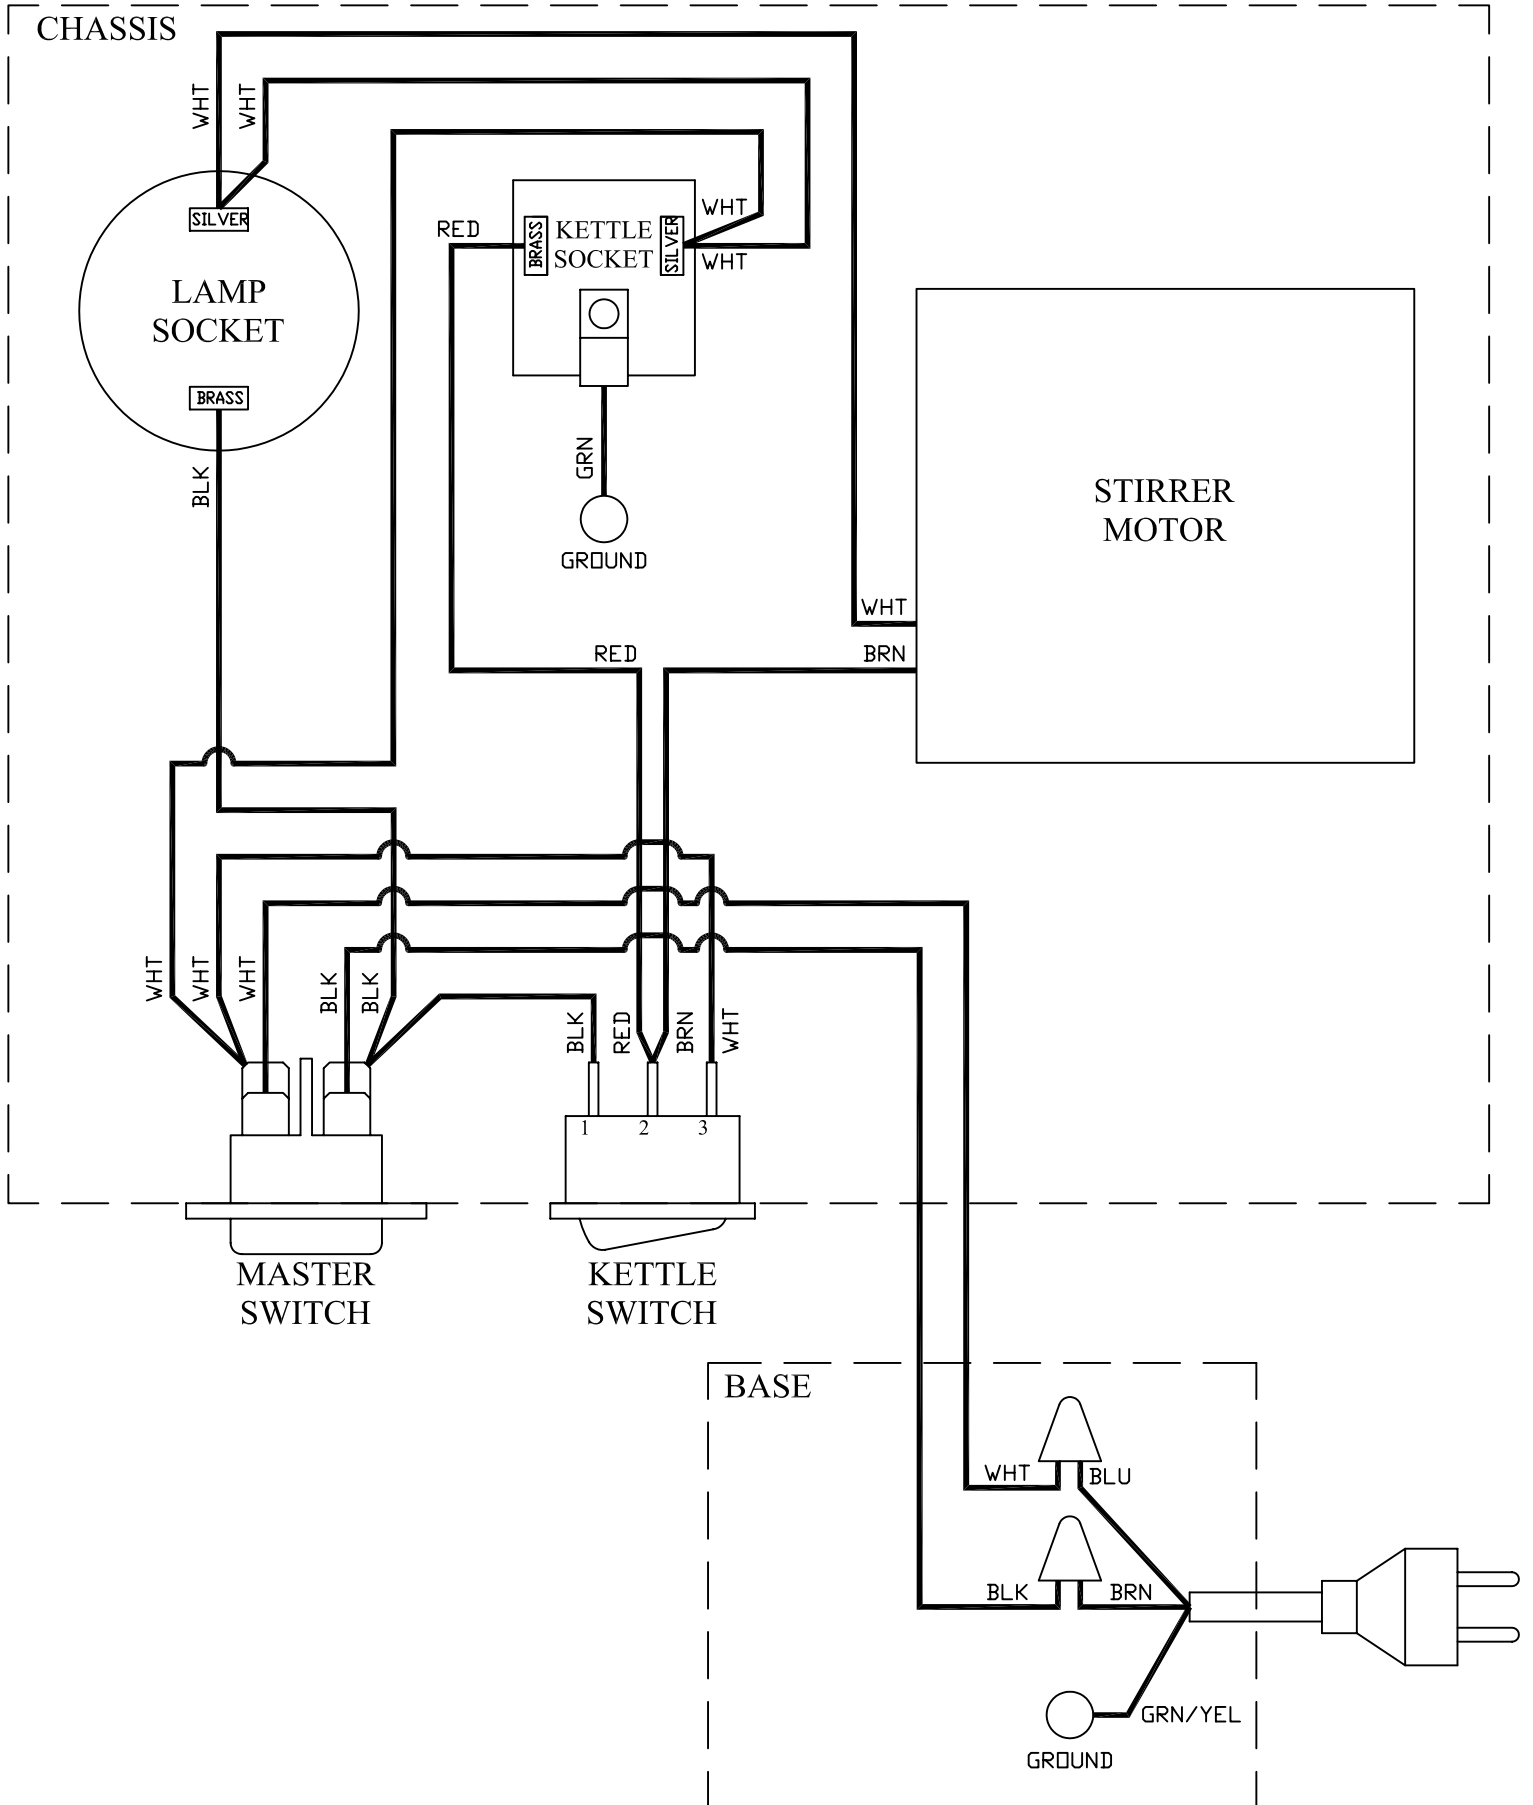 CHASSIS
WHT
WHT
SILVER
LAMP
SOCKET
BRASS
BLK
RED
BRASS
KETTLE
SOCKET
SILVER
WHT
WHT
GRN
GROUND
STIRRER
MOTOR
WHT
BRN
RED
WHT
WHT
WHT
BLK
BLK
BLK
RED
BRN
WHT
1
2
3
MASTER
SWITCH
KETTLE
SWITCH
BASE
WHT
BLU
BLK
BRN
GRN/YEL
GROUND